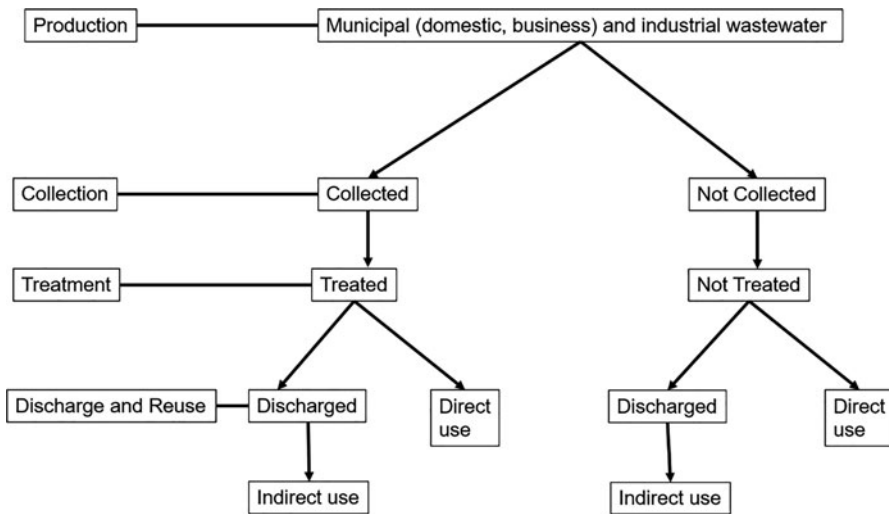 Production
Municipal (domestic, business) and industrial wastewater
Collection
Collected
Not Collected
Treatment
Treated
Not Treated
Discharge and Reuse
Discharged
Direct
use
Discharged
Direct
use
Indirect use
Indirect use